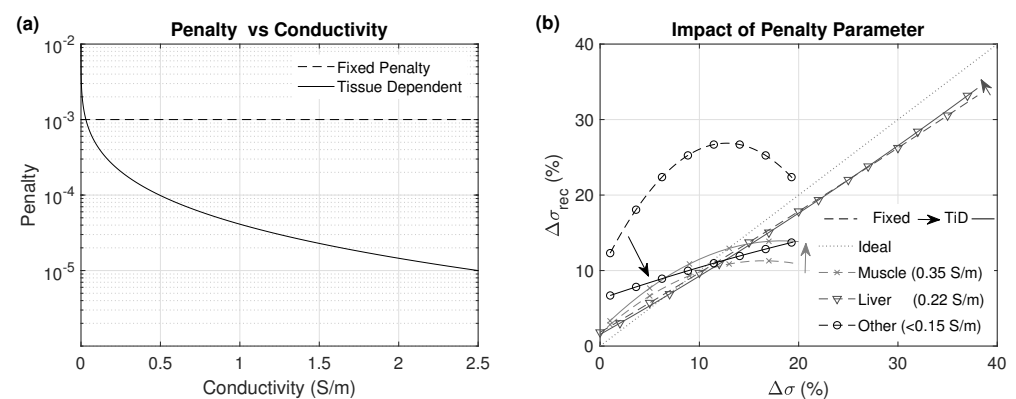 (a)
Penalty vs Conductivity
10⁻²
10⁻³
10⁻⁴
10⁻⁵
Penalty
Fixed Penalty
Tissue Dependent
0 0.5 1 1.5 2 2.5
Conductivity (S/m)
(b)
Impact of Penalty Parameter
40
30
20
10
0
Δσrec (%)
Fixed TiD
Ideal
Muscle (0.35 S/m)
Liver (0.22 S/m)
Other (<0.15 S/m)
0 10 20 30 40
Δσ (%)